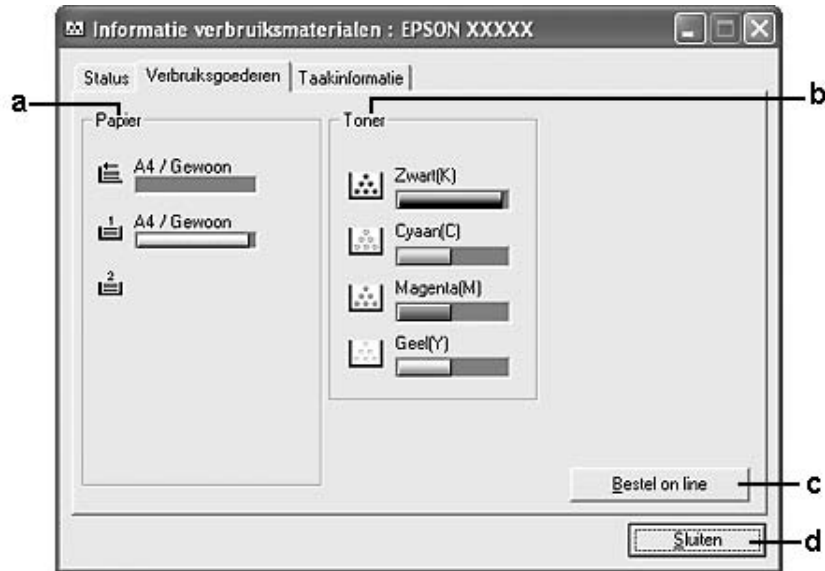 Informatie verbruiksmaterialen : EPSON XXXXX
Status Verbruiksgoederen Taakinformatie
a
b
Papier
A4 / Gewoon
1
A4 / Gewoon
2
Toner
Zwart(K)
Cyaan(C)
Magenta(M)
Geel(Y)
Bestel on line
c
Sluiten
d